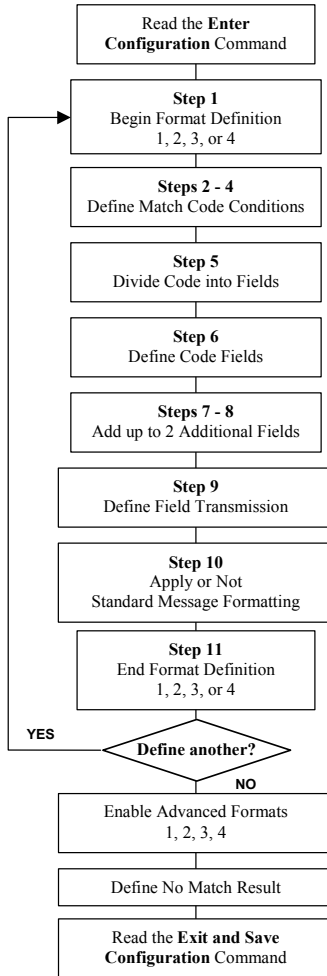 Read the Enter
Configuration Command
Step 1
Begin Format Definition
1, 2, 3, or 4
Steps 2 - 4
Define Match Code Conditions
Step 5
Divide Code into Fields
Step 6
Define Code Fields
Steps 7 - 8
Add up to 2 Additional Fields
Step 9
Define Field Transmission
Step 10
Apply or Not
Standard Message Formatting
Step 11
End Format Definition
1, 2, 3, or 4
YES
Define another?
NO
Enable Advanced Formats
1, 2, 3, 4
Define No Match Result
Read the Exit and Save
Configuration Command